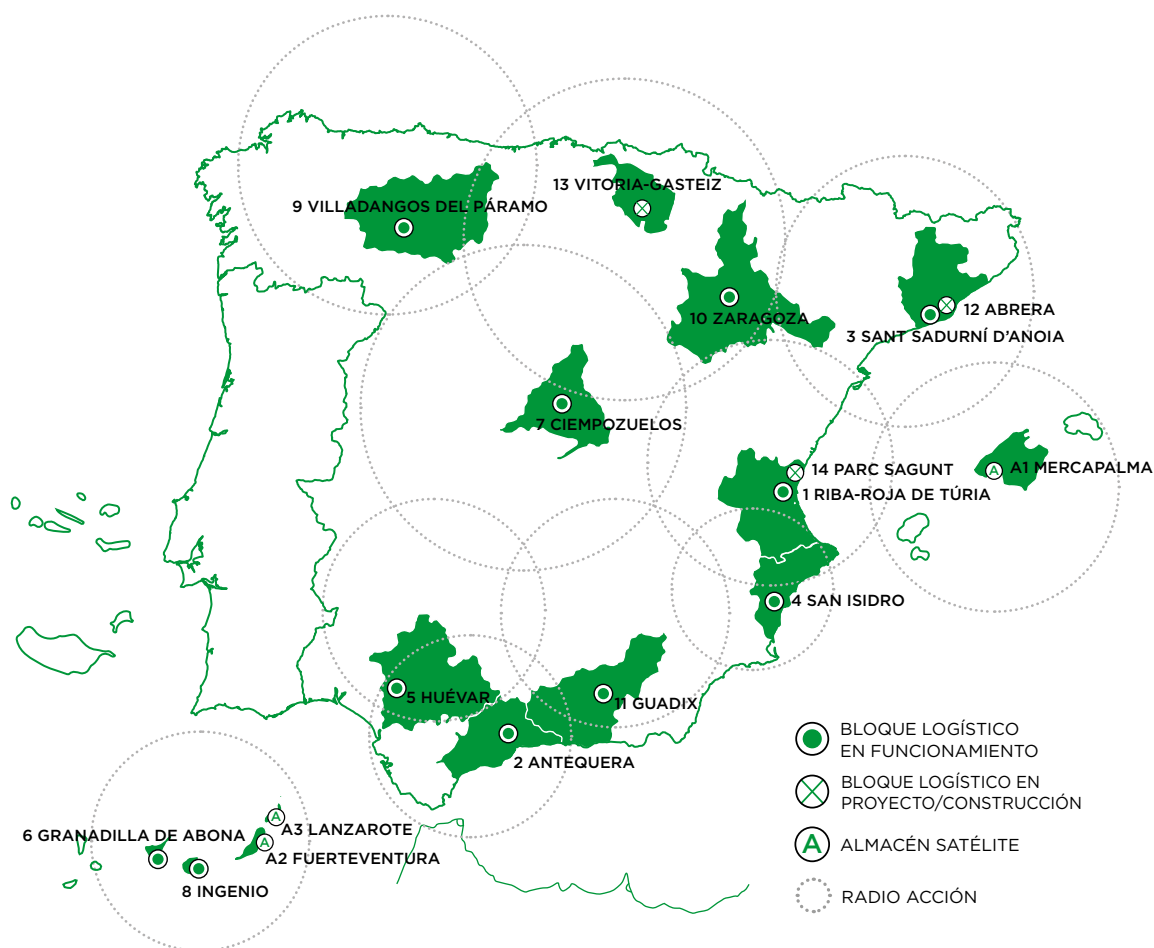 13 VITORIA-GASTEIZ
9 VILLADANGOS DEL PÁRAMO
12 ABRERA
10 ZARAGOZA
3 SANT SADURNÍ D'ANOIA
7 CIEMPOZUELOS
14 PARC SAGUNT
A
A1 MERCAPALMA
1 RIBA-ROJA DE TÚRIA
4 SAN ISIDRO
5 HUÉVAR
11 GUADIX
2 ANTEQUERA
BLOQUE LOGÍSTICO
EN FUNCIONAMIENTO
BLOQUE LOGÍSTICO EN
PROYECTO/CONSTRUCCIÓN
A
ALMACÉN SATÉLITE
RADIO ACCIÓN
A
A3 LANZAROTE
6 GRANADILLA DE ABONA
A
A2 FUERTEVENTURA
8 INGENIO